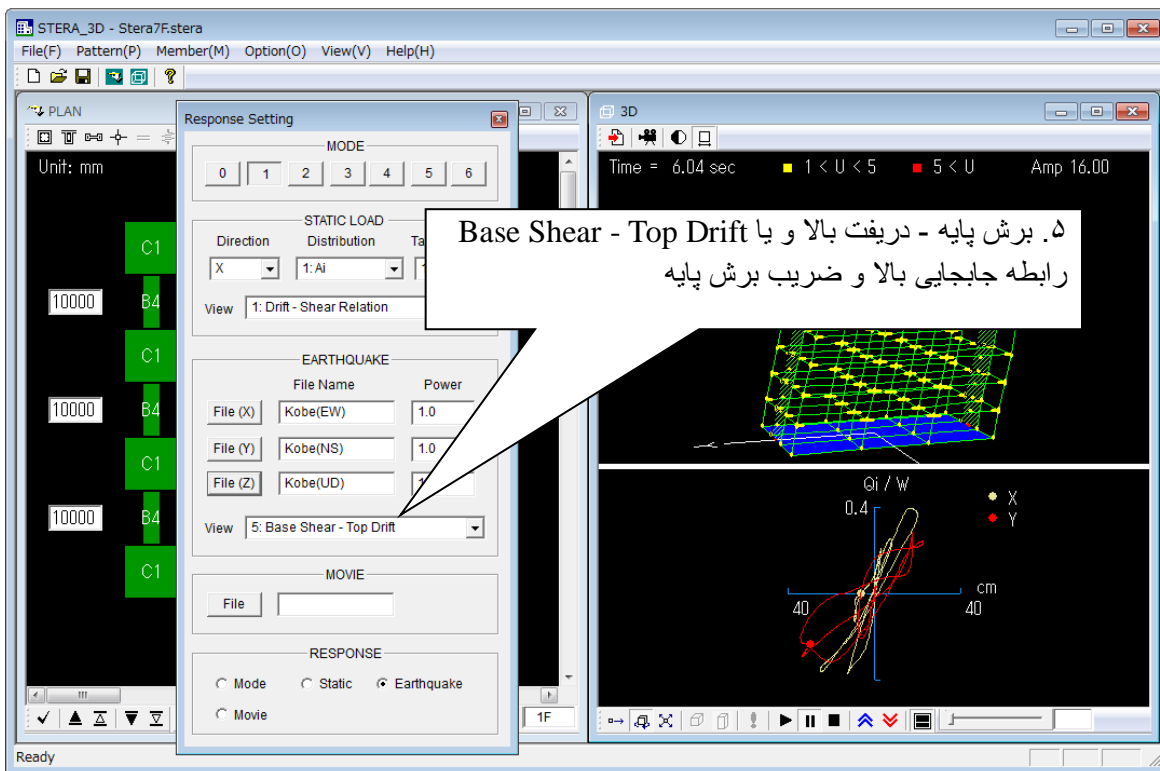 STERA_3D - Stera7F.stera
File(F) Pattern(P) Member(M) Option(O) View(V) Help(H)
PLAN
Unit: mm
C1
10000 B4
C1
10000 B4
C1
10000 B4
C1
1F
Response Setting
MODE
0 1 2 3 4 5 6
STATIC LOAD
Direction Distribution
X 1: Ai
View 1: Drift - Shear Relation
EARTHQUAKE
File Name Power
File (X) Kobe(EW) 1.0
File (Y) Kobe(NS) 1.0
File (Z) Kobe(UD)
View 5: Base Shear - Top Drift
MOVIE
File
RESPONSE
Mode Static Earthquake
Movie
۵. برش پایه - دریفت بالا و یا Base Shear - Top Drift
رابطه جابجایی بالا و ضریب برش پایه
3D
Time = 6.04 sec 1 < U < 5 5 < U Amp 16.00
Qi / W
0.4
X
Y
cm
40 40
Ready